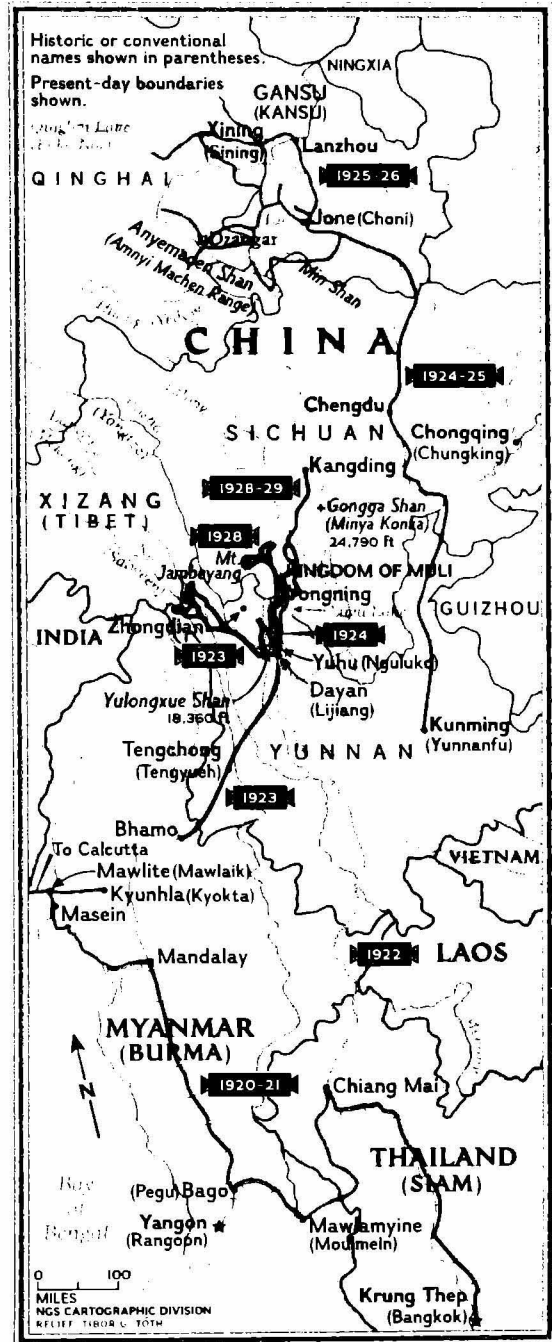 Historic or conventional
names shown in parentheses.
Present-day boundaries
shown.
NINGXIA
GANSU
(KANSU)
Xining
(Sining)
Lanzhou
QINGHAI
1925-26
Jone (Choni)
Anyemaqen Shan
(Amnyi Machen Range)
Min Shan
CHINA
1924-25
Chengdu
SICHUAN
Chongqing
(Chungking)
Kangding
1928-29
Gongga Shan
(Minya Konka)
24,790 ft
XIZANG
(TIBET)
1928
Mt.
Jambeyang
KINGDOM OF MULI
Yongning
GUIZHOU
INDIA
Zhongdian
1924
1923
Yuhu (Nguluko)
Yulongxue Shan
18,360 ft
Dayan
(Lijiang)
Kunming
(Yunnanfu)
Tengchong
(Tengyueh)
YUNNAN
1923
Bhamo
To Calcutta
VIETNAM
Mawlite (Mawlaik)
Kyunhla (Kyokta)
Masein
1922
LAOS
Mandalay
MYANMAR
(BURMA)
1920-21
Chiang Mai
N
THAILAND
(SIAM)
Bay
of
Bengal
(Pegu) Bago
Yangon
(Rangoon)
Mawlamyine
(Moulmein)
0 100
MILES
NGS CARTOGRAPHIC DIVISION
RELIEF TIBOR G. TOTH
Krung Thep
(Bangkok)